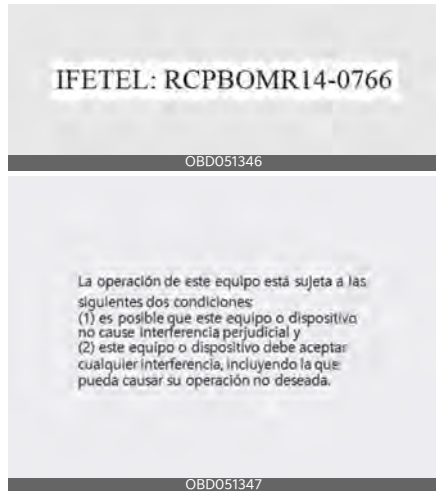 IFETEL: RCPBOMR14-0766
OBD051346
La operación de este equipo está sujeta a las
siguientes dos condiciones:
(1) es posible que este equipo o dispositivo
no cause interferencia perjudicial y
(2) este equipo o dispositivo debe aceptar
cualquier interferencia, incluyendo la que
pueda causar su operación no deseada.
OBD051347